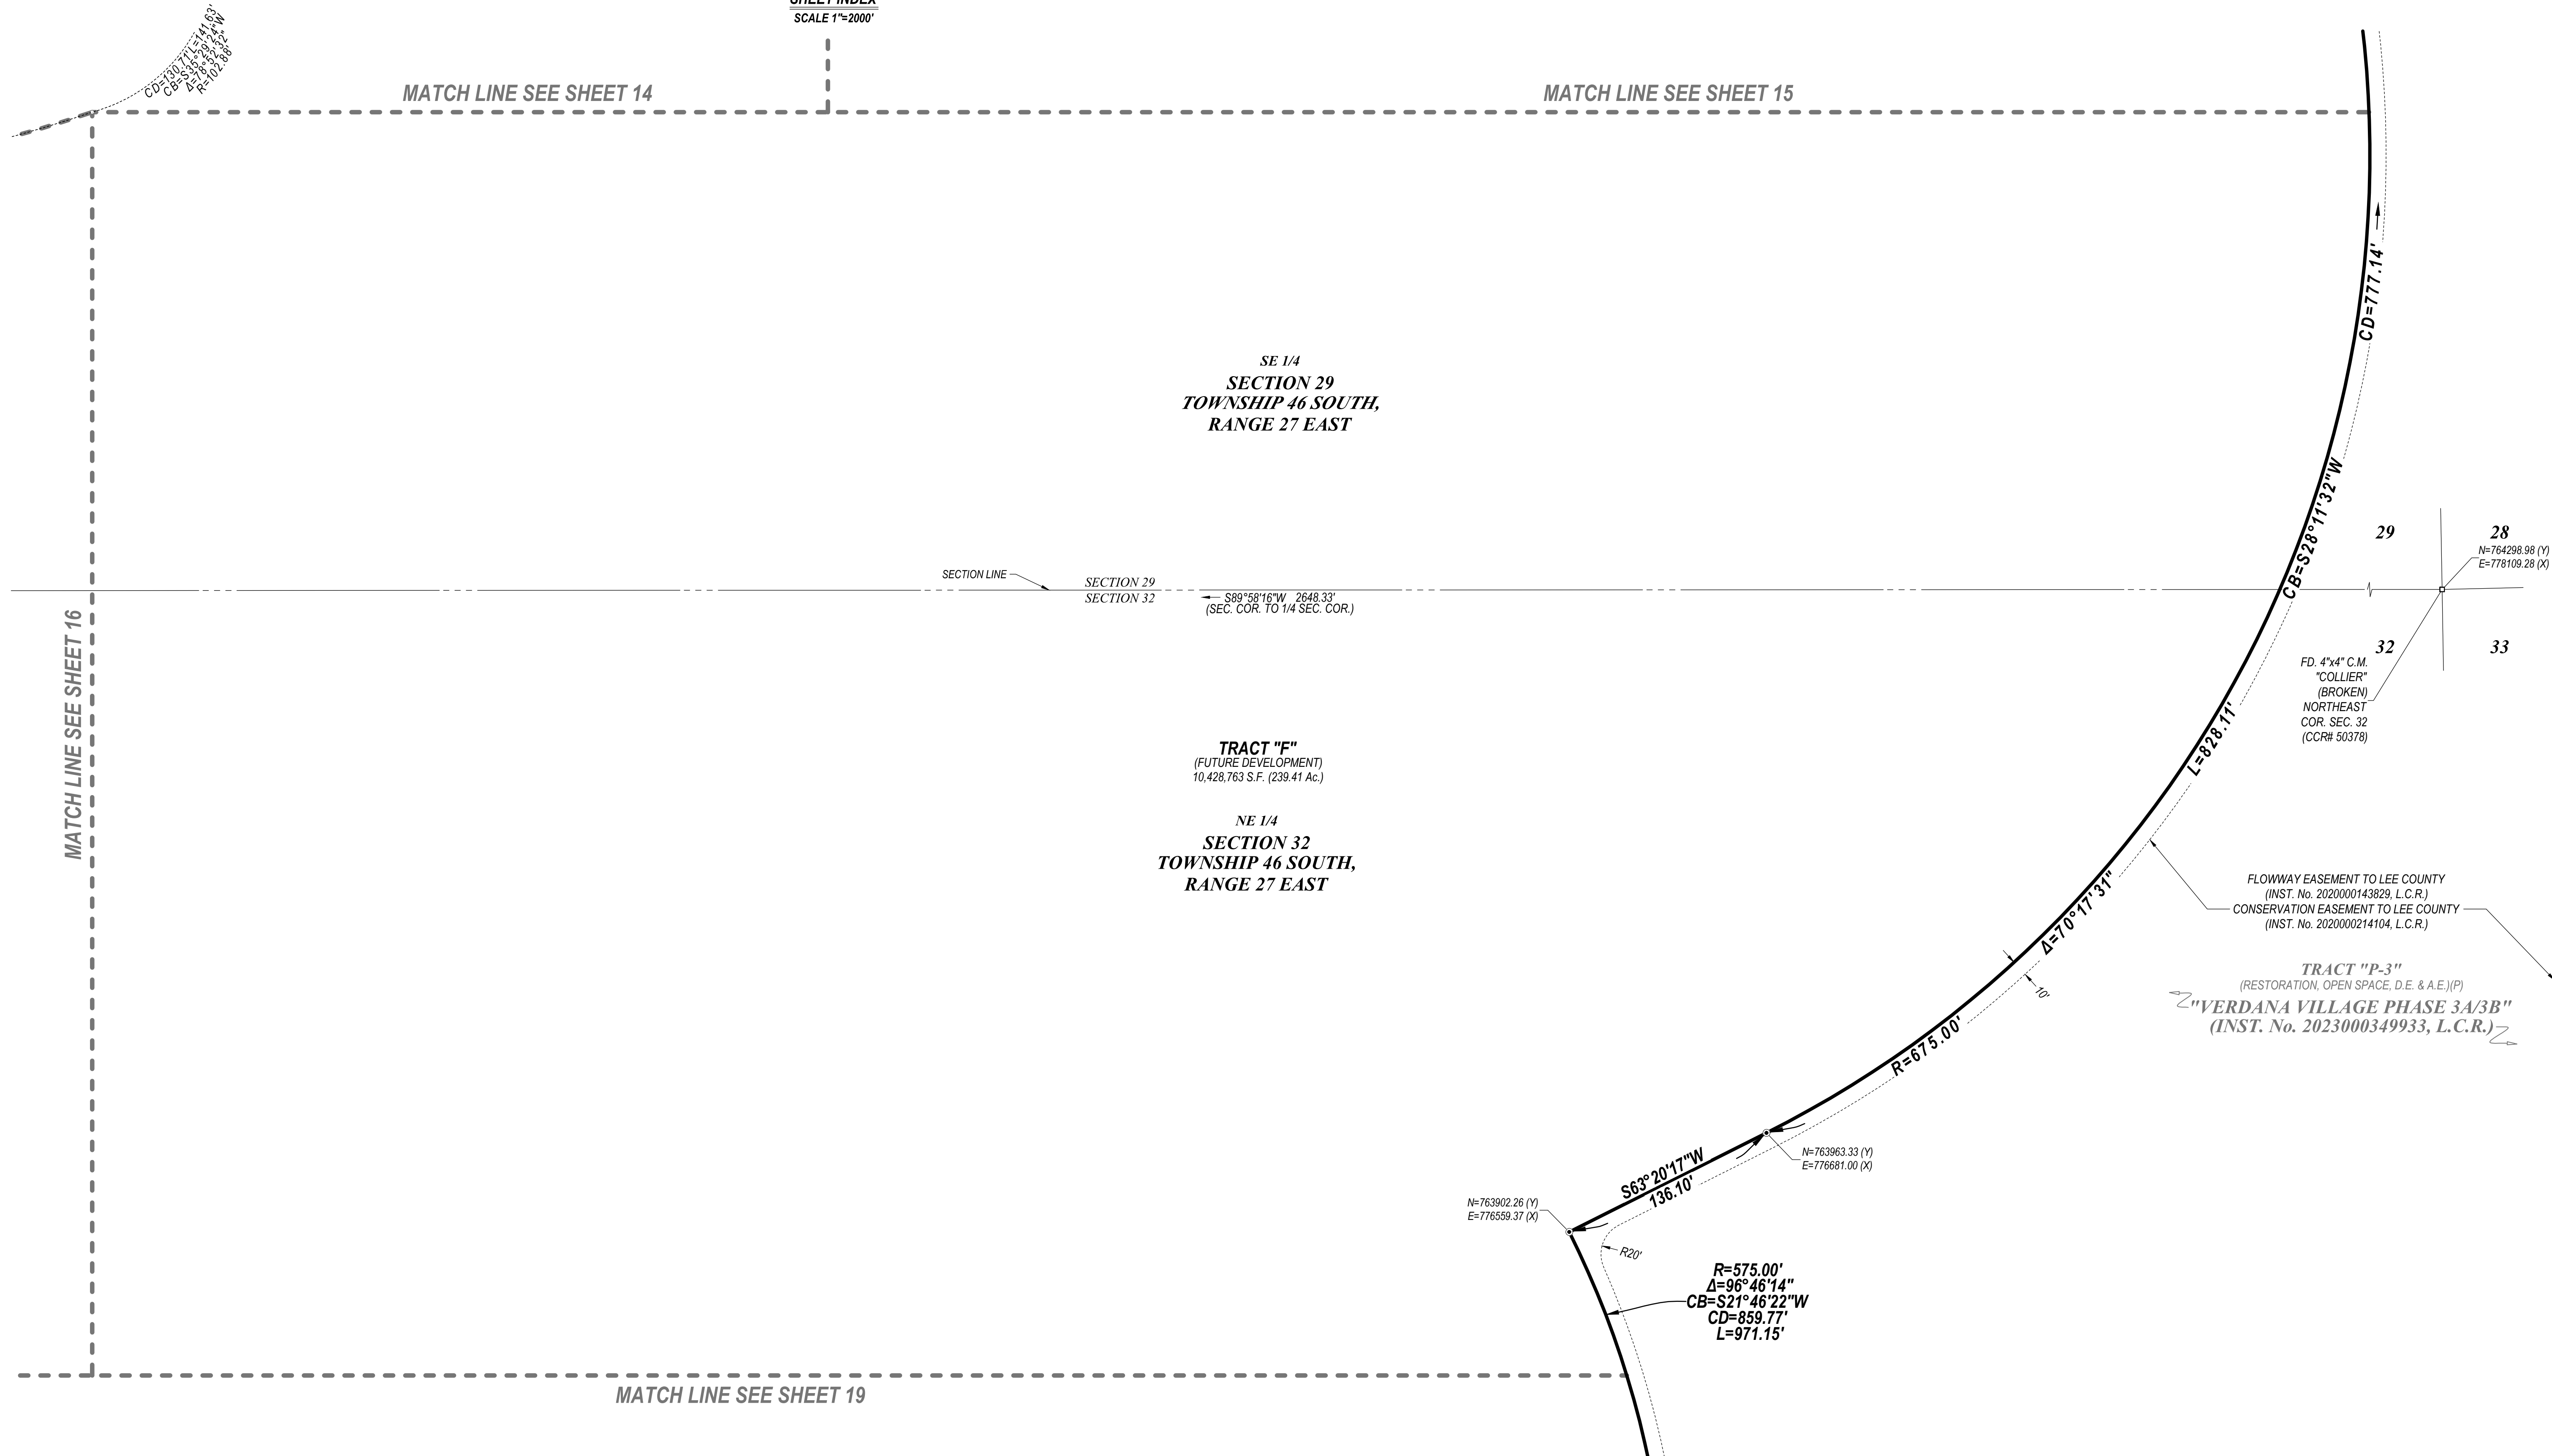 SHEET INDEX
SCALE 1"=2000'
L=141.63'
CD=130.71'
CB=S35°29'24"W
Δ=78°52'32"
R=102.88'
MATCH LINE SEE SHEET 14
MATCH LINE SEE SHEET 15
CD=777.14'
SE 1/4
SECTION 29
TOWNSHIP 46 SOUTH,
RANGE 27 EAST
CB=S28°11'32"W
29
28
N=764298.98 (Y)
E=778109.28 (X)
SECTION LINE
SECTION 29
SECTION 32
S89°58'16"W 2648.33'
(SEC. COR. TO 1/4 SEC. COR.)
MATCH LINE SEE SHEET 16
32
33
FD. 4"x4" C.M.
"COLLIER"
(BROKEN)
NORTHEAST
COR. SEC. 32
(CCR# 50378)
L=828.11'
TRACT "F"
(FUTURE DEVELOPMENT)
10,428,763 S.F. (239.41 Ac.)
NE 1/4
SECTION 32
TOWNSHIP 46 SOUTH,
RANGE 27 EAST
Δ=70°17'31"
FLOWWAY EASEMENT TO LEE COUNTY
(INST. No. 2020000143829, L.C.R.)
CONSERVATION EASEMENT TO LEE COUNTY
(INST. No. 2020000214104, L.C.R.)
TRACT "P-3"
(RESTORATION, OPEN SPACE, D.E. & A.E.)(P)
"VERDANA VILLAGE PHASE 3A/3B"
(INST. No. 2023000349933, L.C.R.)
10'
R=675.00'
N=763963.33 (Y)
E=776681.00 (X)
S63°20'17"W
136.10'
N=763902.26 (Y)
E=776559.37 (X)
R20'
R=575.00'
Δ=96°46'14"
CB=S21°46'22"W
CD=859.77'
L=971.15'
MATCH LINE SEE SHEET 19